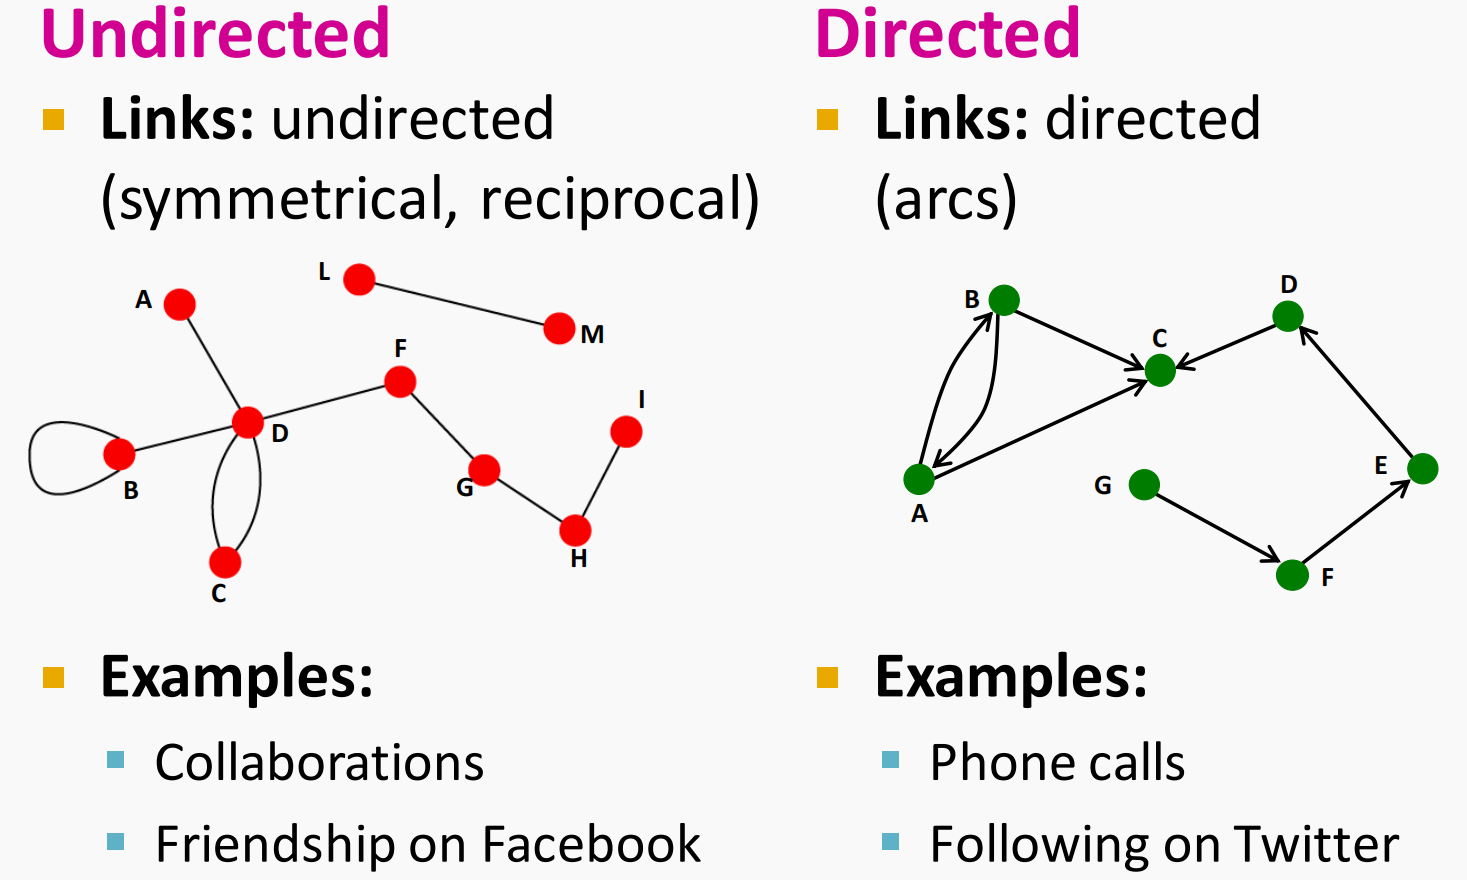 Undirected
Links: undirected
(symmetrical, reciprocal)
A
L
M
F
I
D
B
G
H
C
Examples:
Collaborations
Friendship on Facebook
Directed
Links: directed
(arcs)
B
D
C
E
G
A
F
Examples:
Phone calls
Following on Twitter